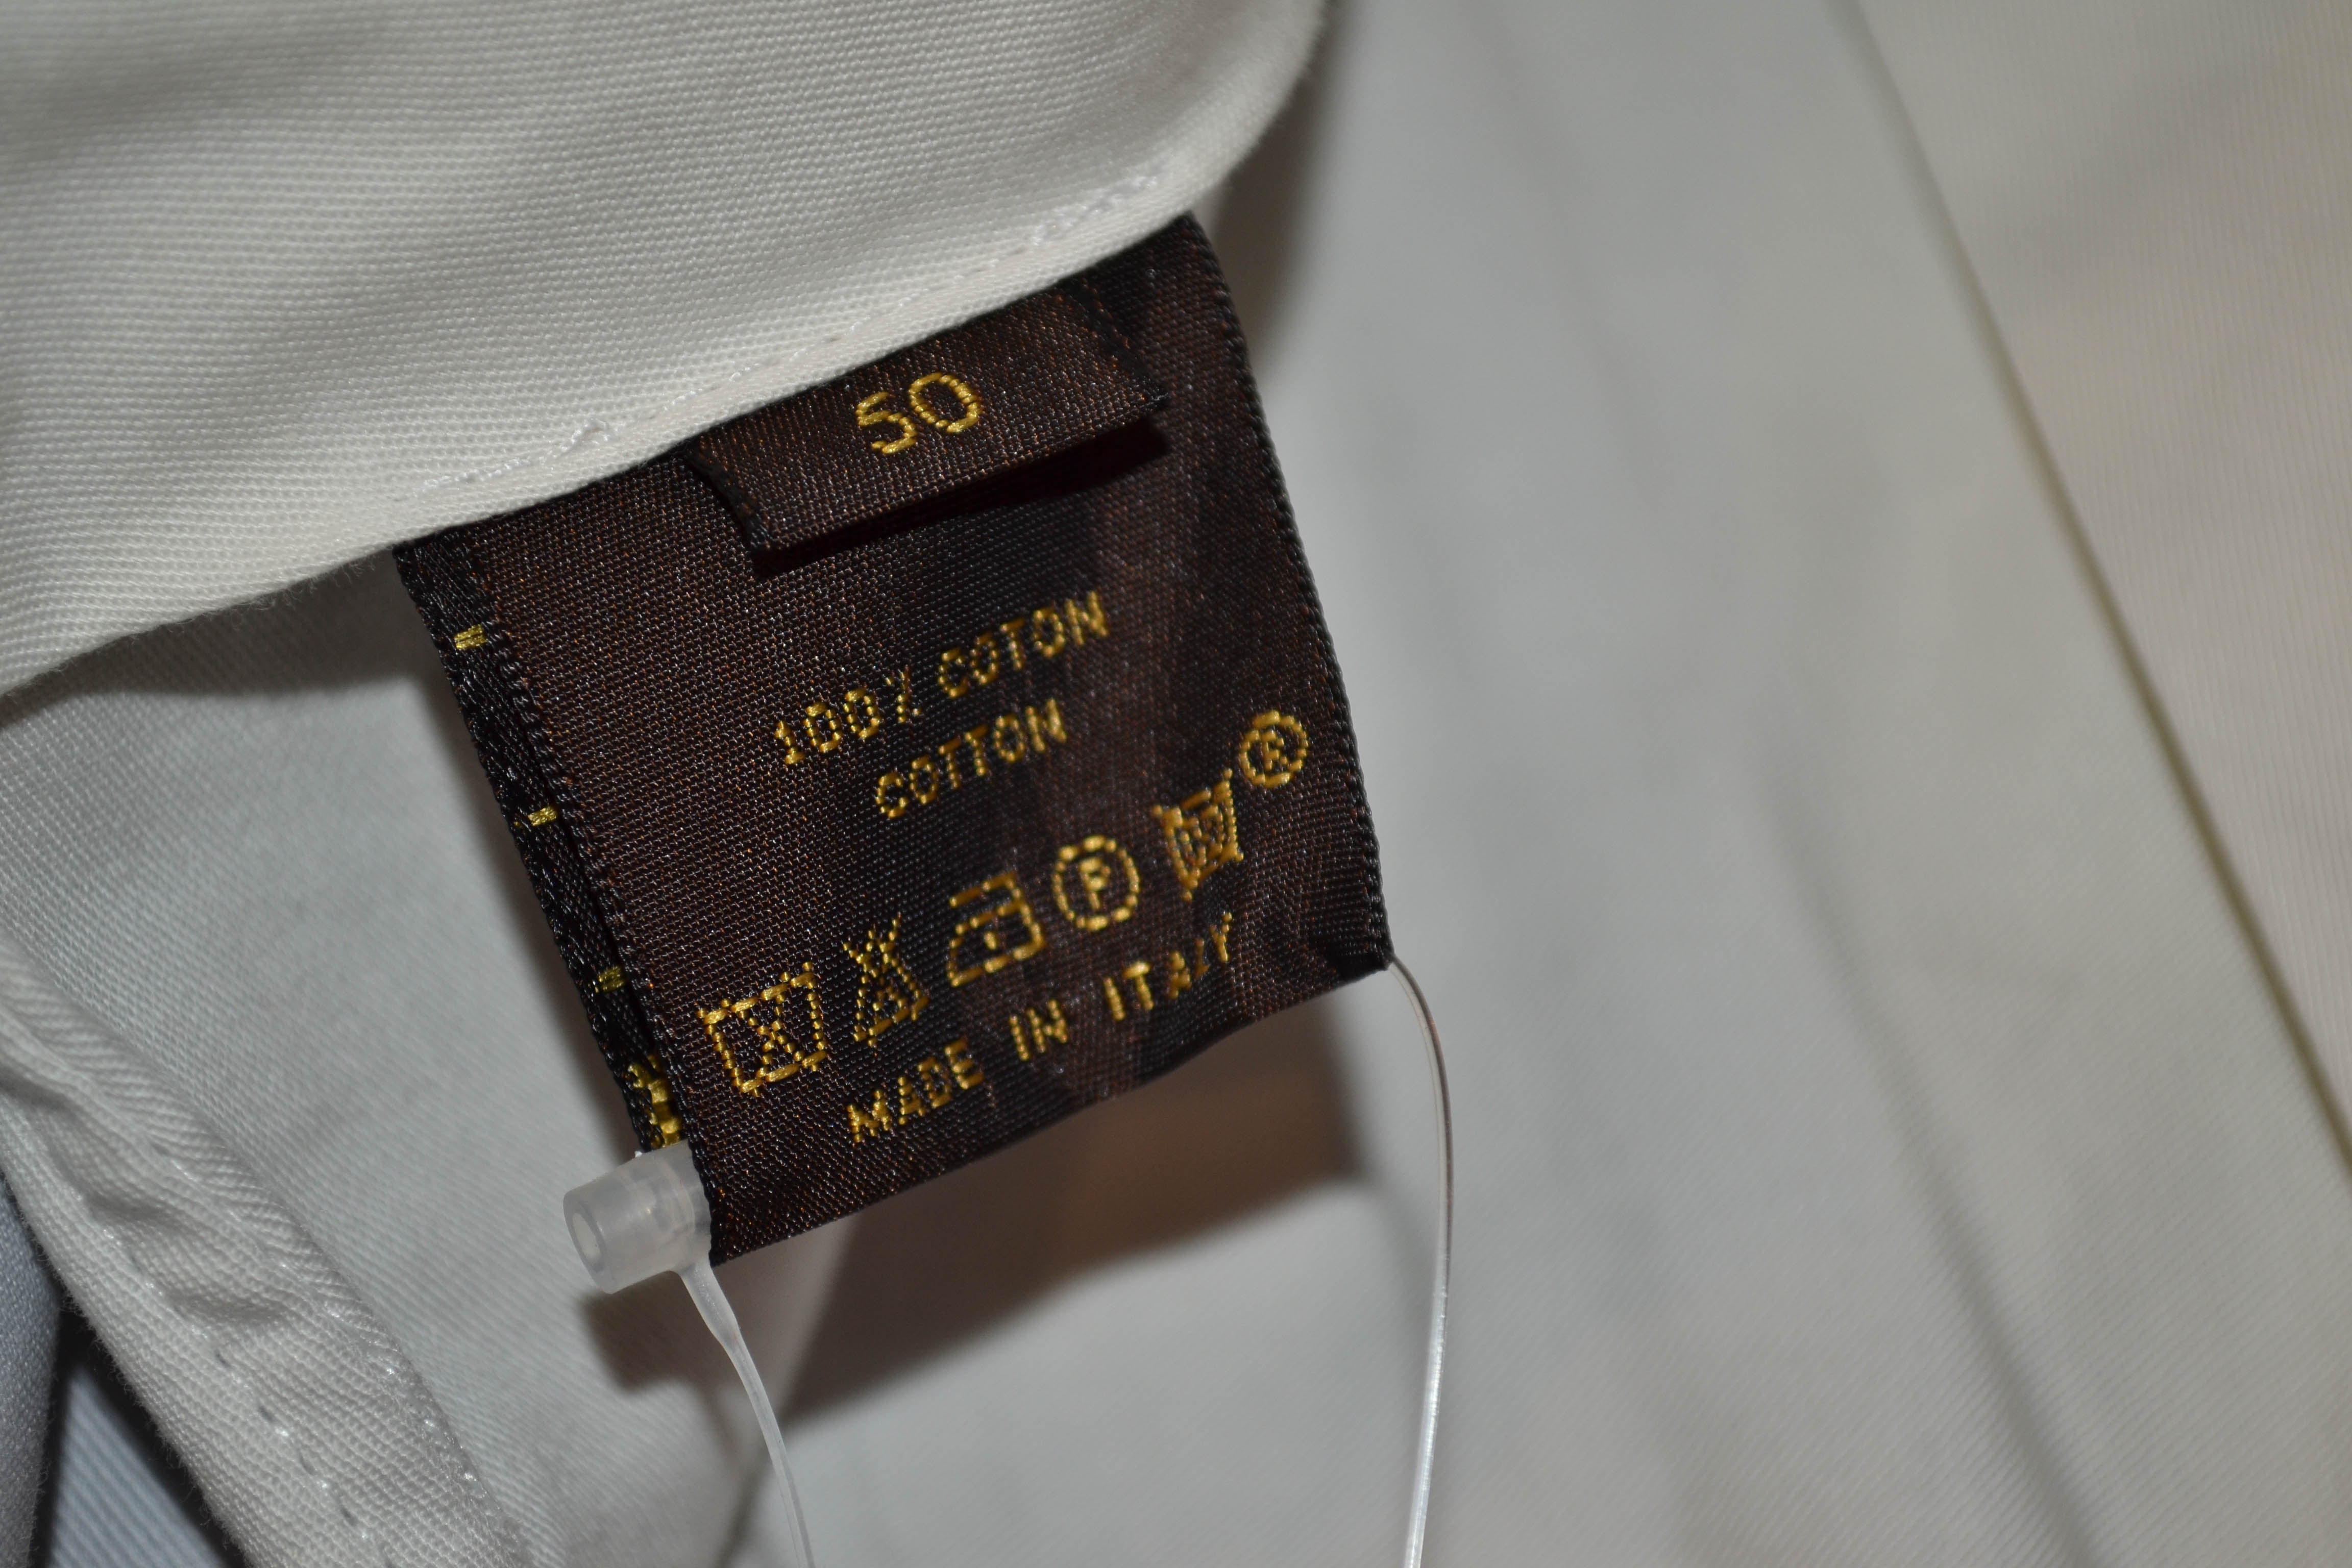 50
100% COTON
COTTON
P
®
MADE IN ITALY